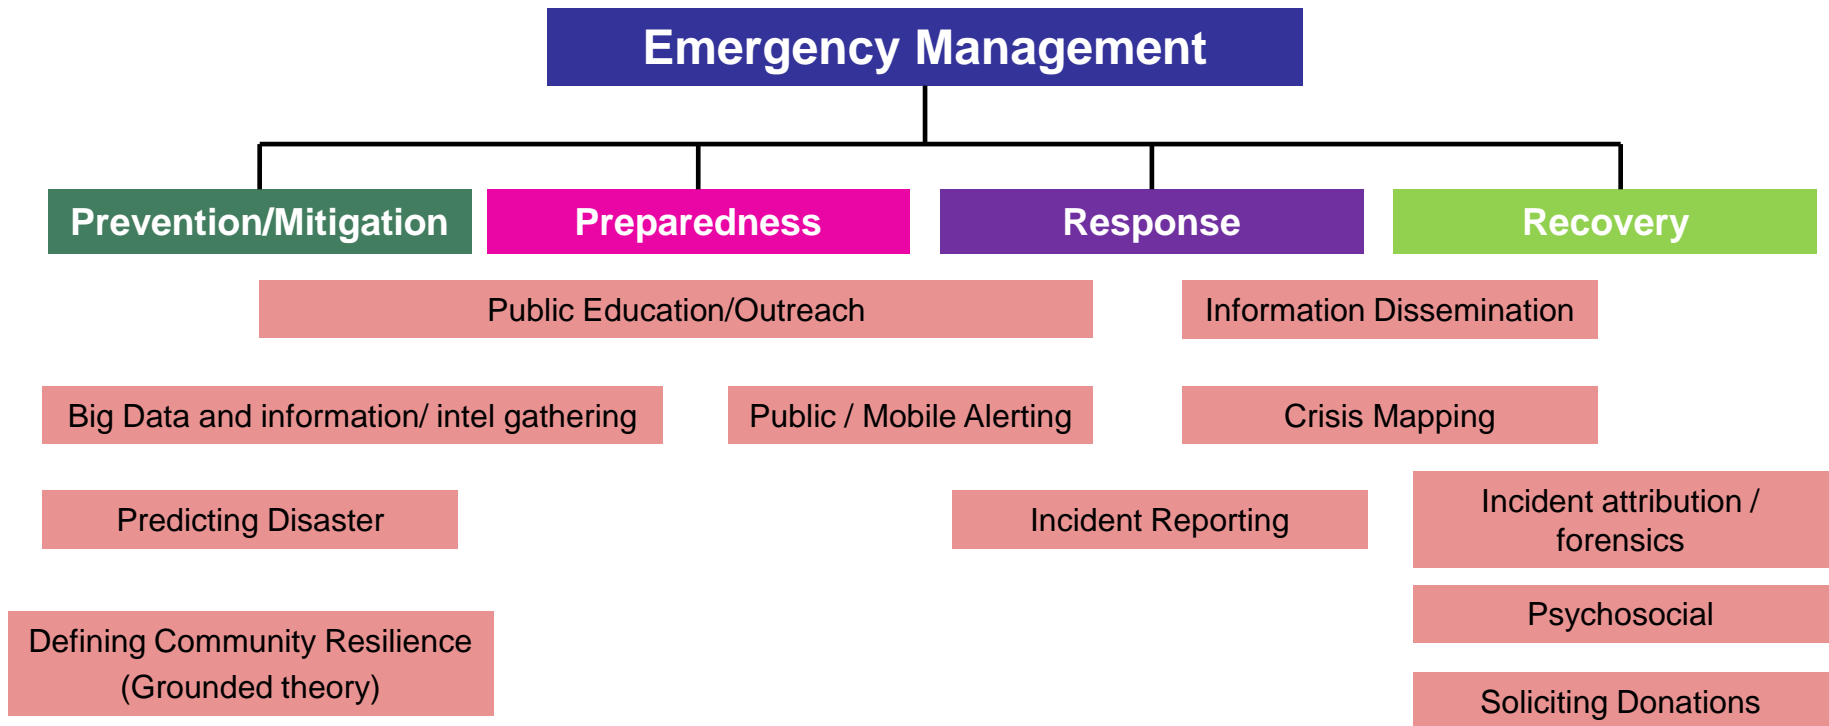 Emergency Management
Prevention/Mitigation
Preparedness
Response
Recovery
Public Education/Outreach
Information Dissemination
Big Data and information/ intel gathering
Public / Mobile Alerting
Crisis Mapping
Predicting Disaster
Incident Reporting
Incident attribution /
forensics
Psychosocial
Defining Community Resilience
(Grounded theory)
Soliciting Donations